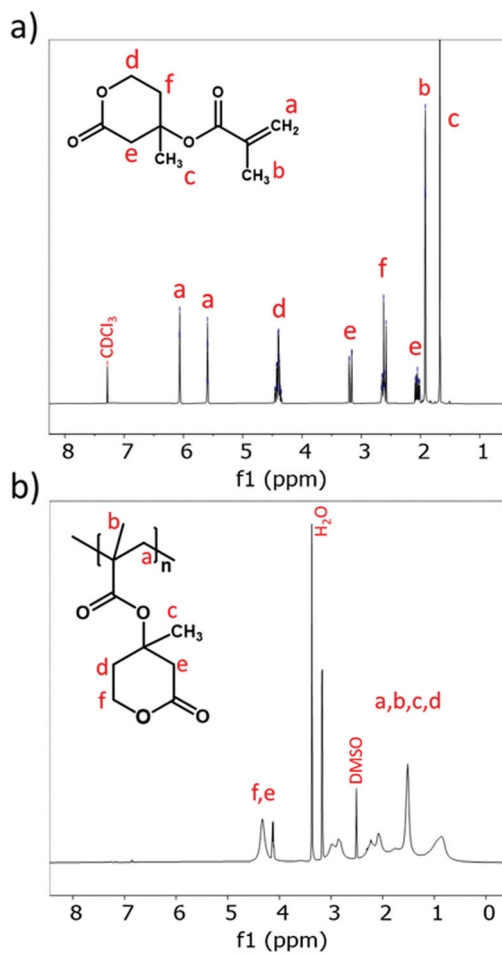 a)
d
f
a
O
O
O
O
CH₂
e
CH₃
CH₃
c
b
b
c
a
a
d
e
f
e
CDCl₃
8 7 6 5 4 3 2 1
f1 (ppm)
b)
b
a
n
O
O
c
CH₃
d
e
f
O
O
H₂O
DMSO
a,b,c,d
f,e
8 7 6 5 4 3 2 1 0
f1 (ppm)